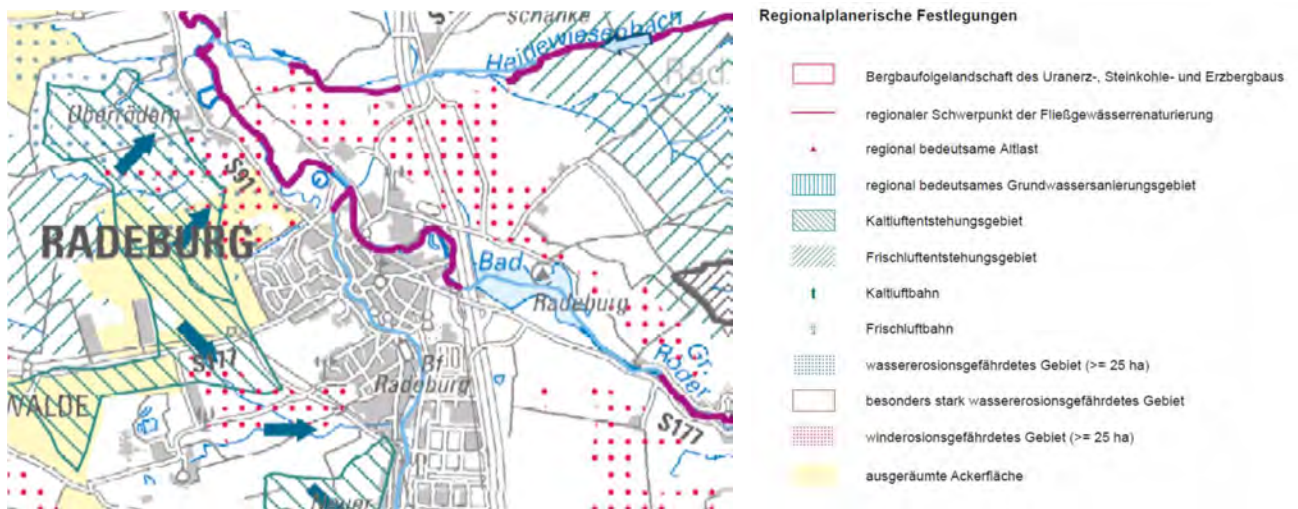 Schänke
Heidewiesenbach
Rad.
Oberrödern
S91
RADEBURG
Bad
Radeburg
S177
Bf
Radeburg
Gr.
Röder
WALDE
S177
Regionalplanerische Festlegungen
Bergbaufolgelandschaft des Uranerz-, Steinkohle- und Erzbergbaus
regionaler Schwerpunkt der Fließgewässerrenaturierung
regional bedeutsame Altlast
regional bedeutsames Grundwassersanierungsgebiet
Kaltluftentstehungsgebiet
Frischluftentstehungsgebiet
Kaltluftbahn
Frischluftbahn
wassererosionsgefährdetes Gebiet (>= 25 ha)
besonders stark wassererosionsgefährdetes Gebiet
winderosionsgefährdetes Gebiet (>= 25 ha)
ausgeräumte Ackerfläche